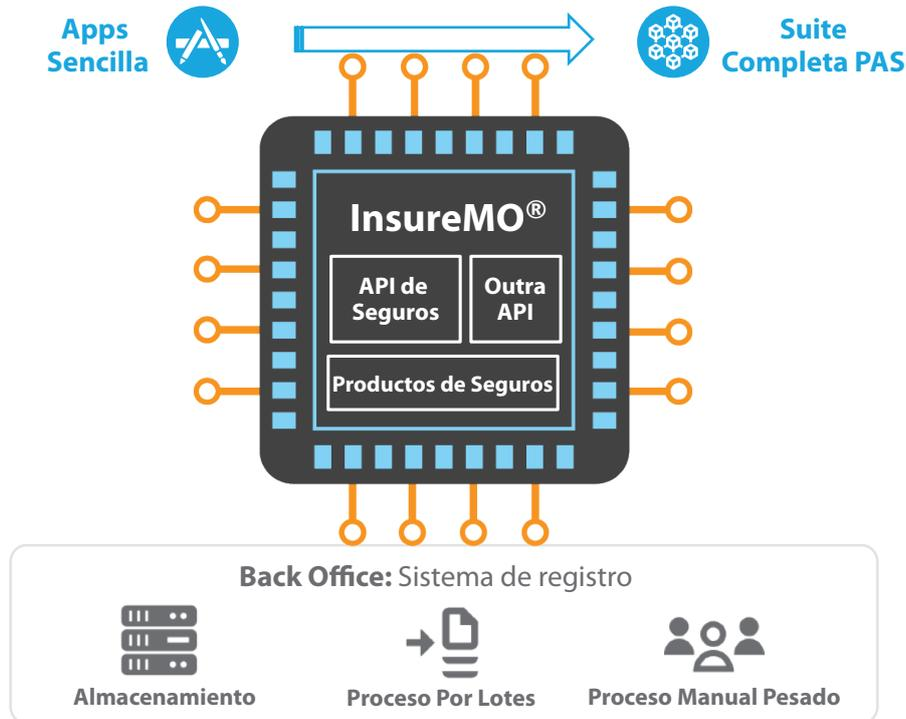 Apps
Sencilla
Suite
Completa PAS
InsureMO®
API de
Seguros
Outra
API
Productos de Seguros
Back Office: Sistema de registro
Almacenamiento
Proceso Por Lotes
Proceso Manual Pesado